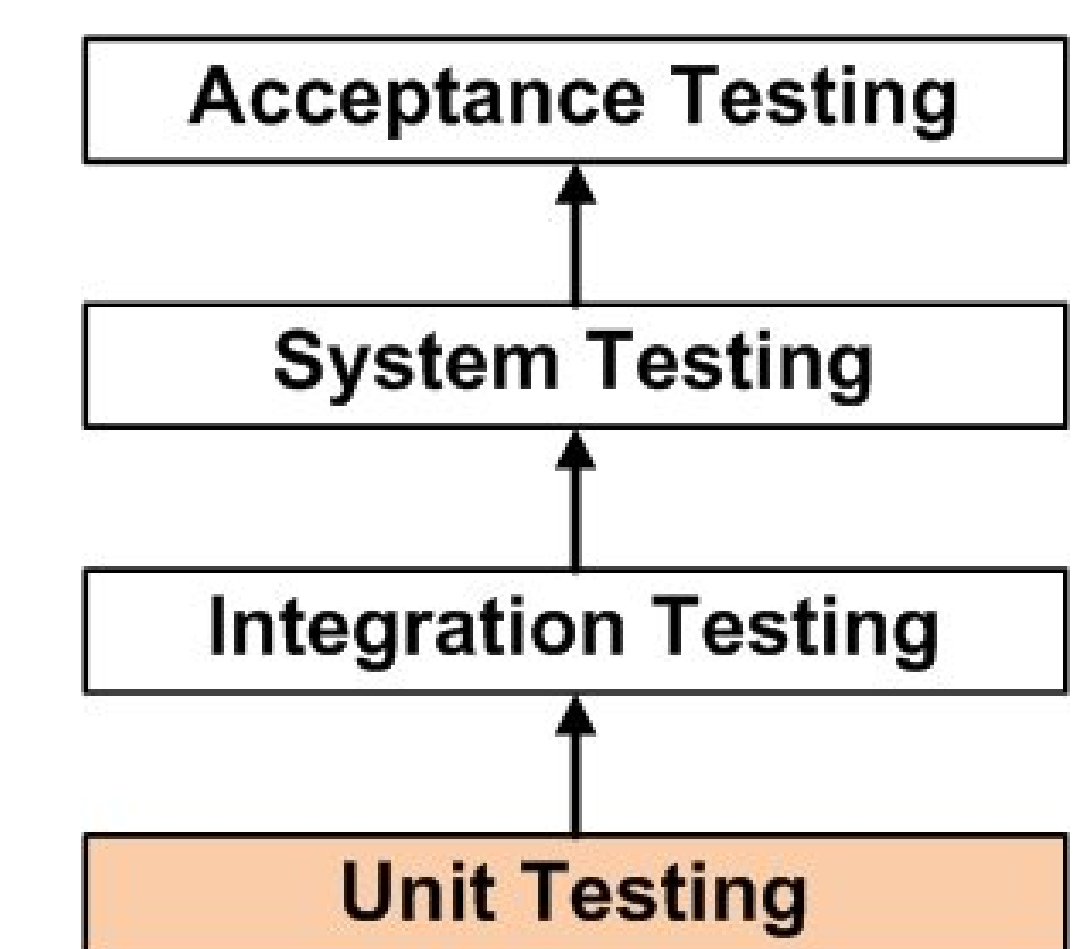 Acceptance Testing
System Testing
Integration Testing
Unit Testing